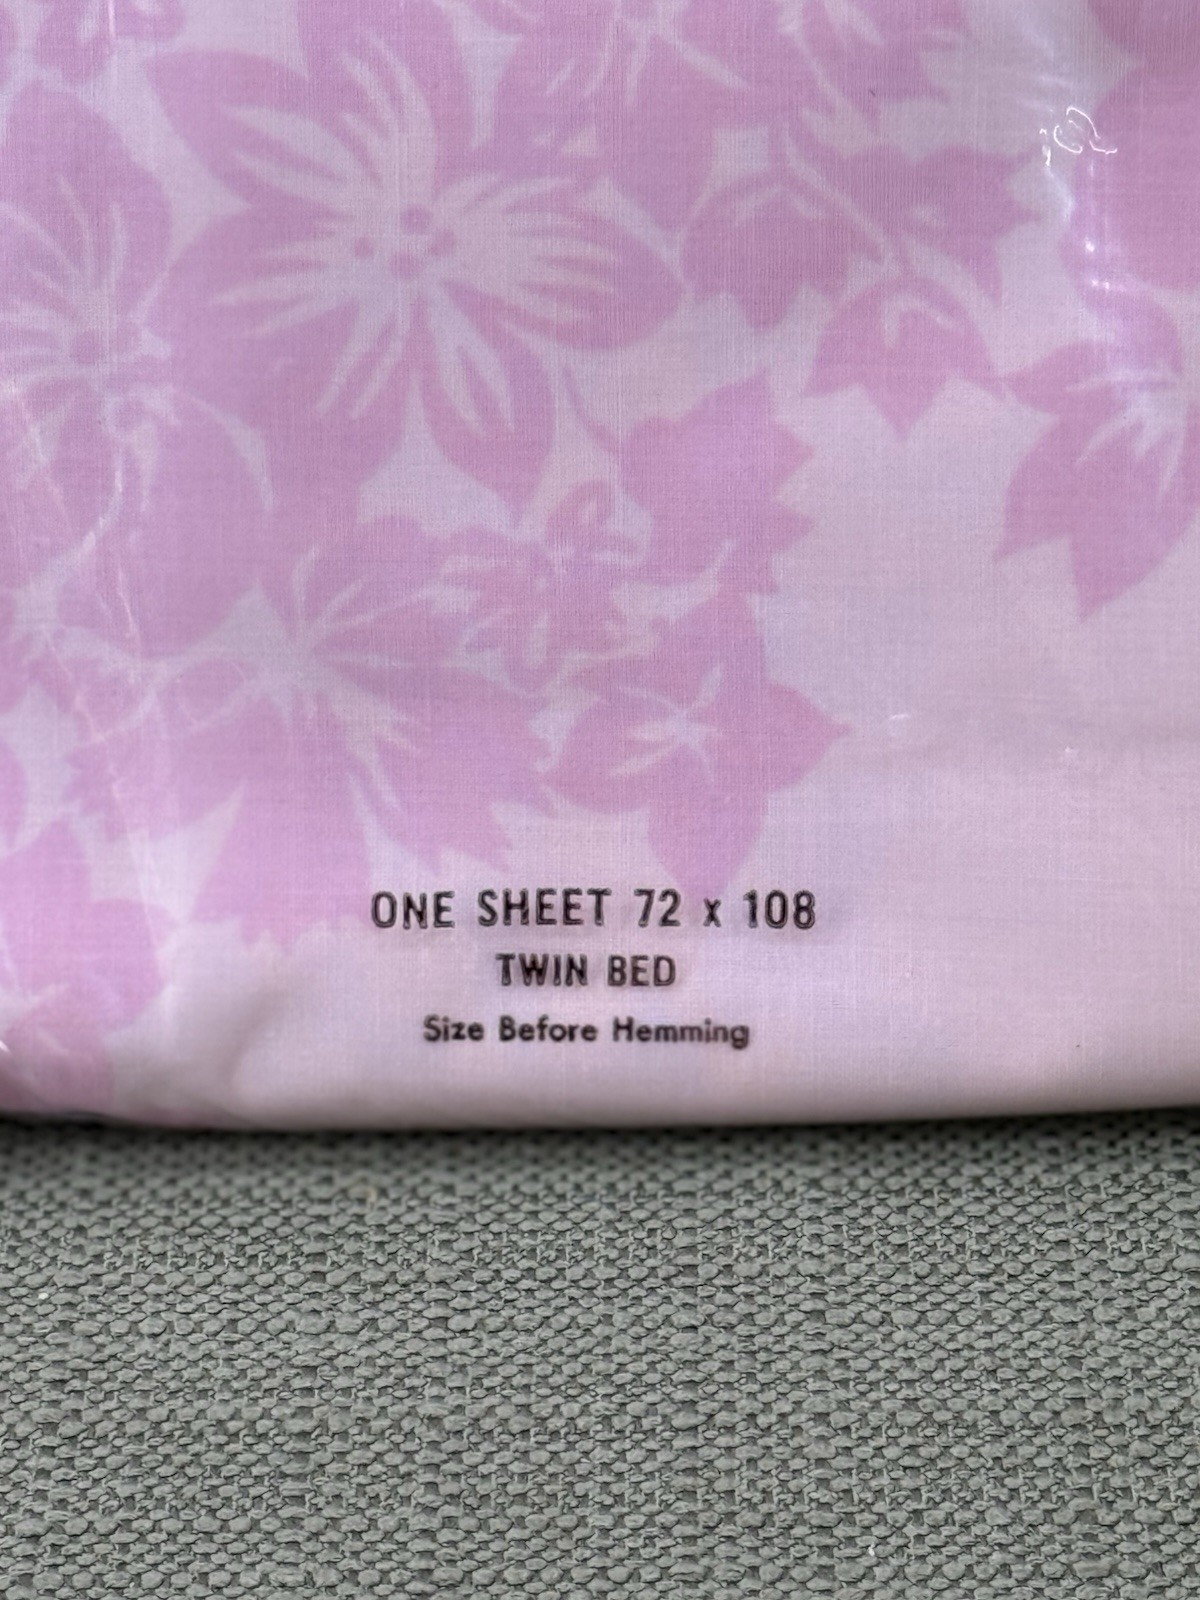 ONE SHEET 72 x 108
TWIN BED
Size Before Hemming